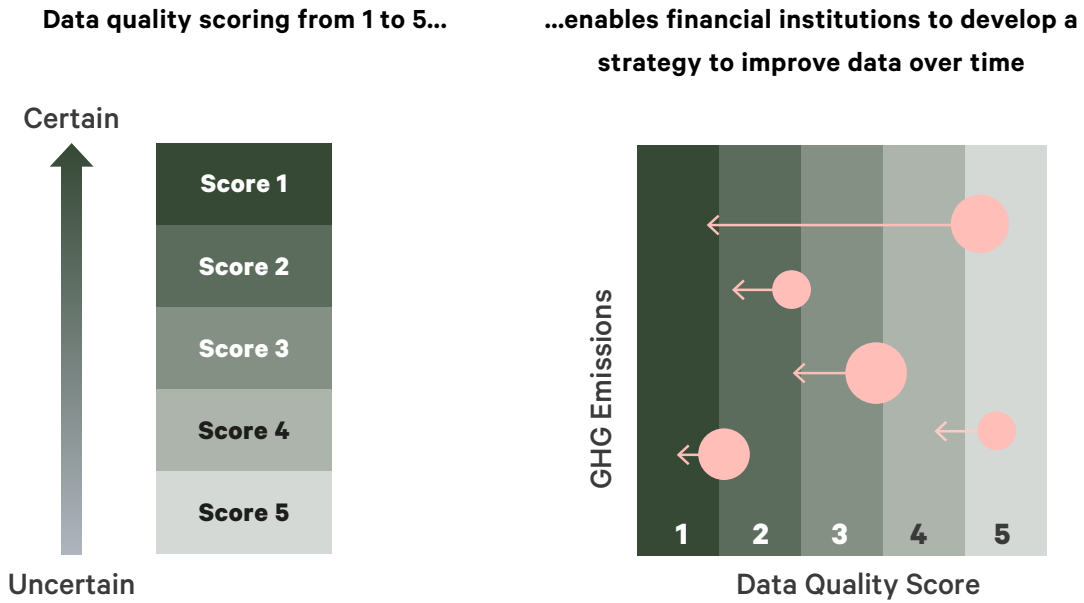 Data quality scoring from 1 to 5...
Certain
Score 1
Score 2
Score 3
Score 4
Score 5
Uncertain
...enables financial institutions to develop a
strategy to improve data over time
GHG Emissions
1 2 3 4 5
Data Quality Score